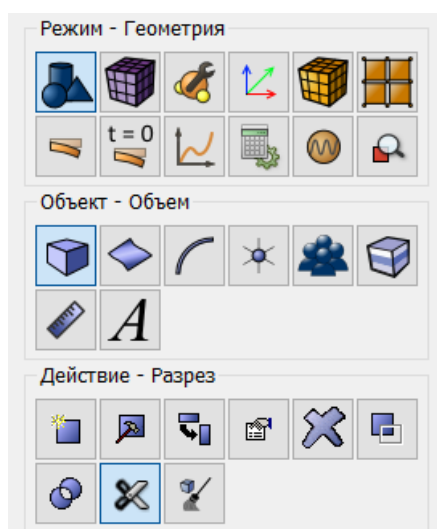 Режим - Геометрия
t = 0
Объект - Объем
A
Действие - Разрез